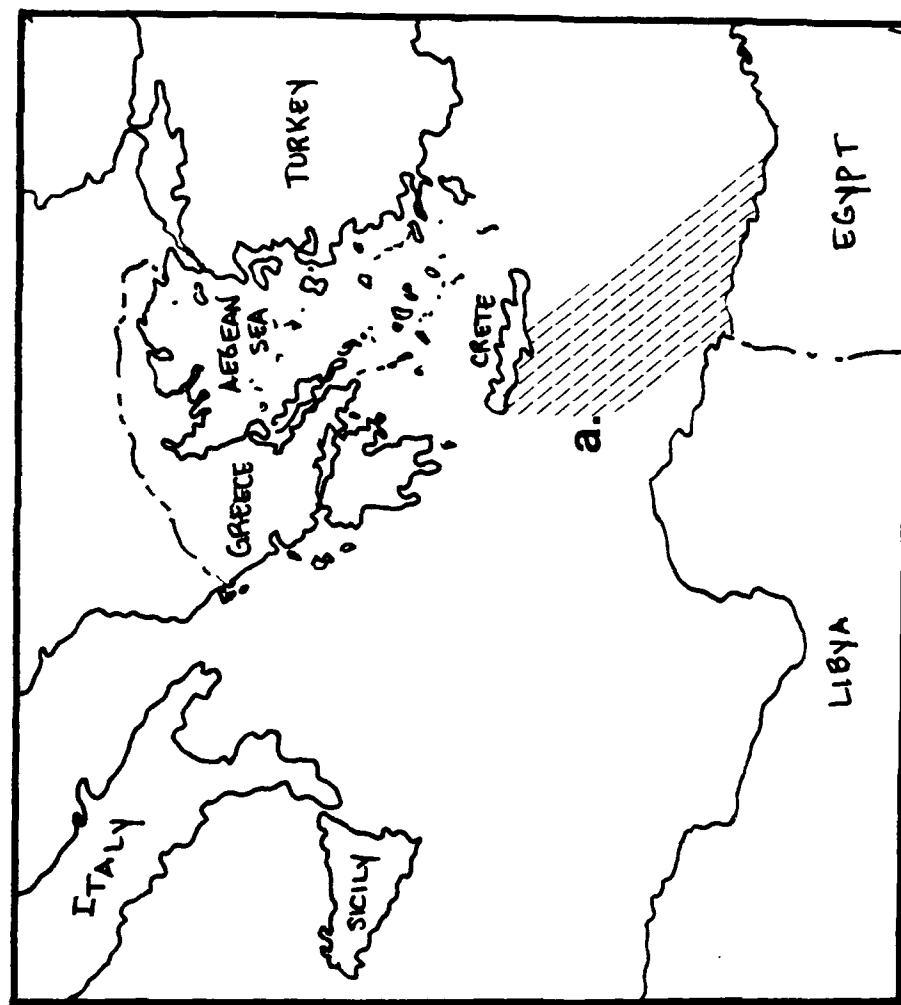 ITALY
AEGEAN
SEA
GREECE
TURKEY
SICILY
CRETE
a.
LIBYA
EGYPT